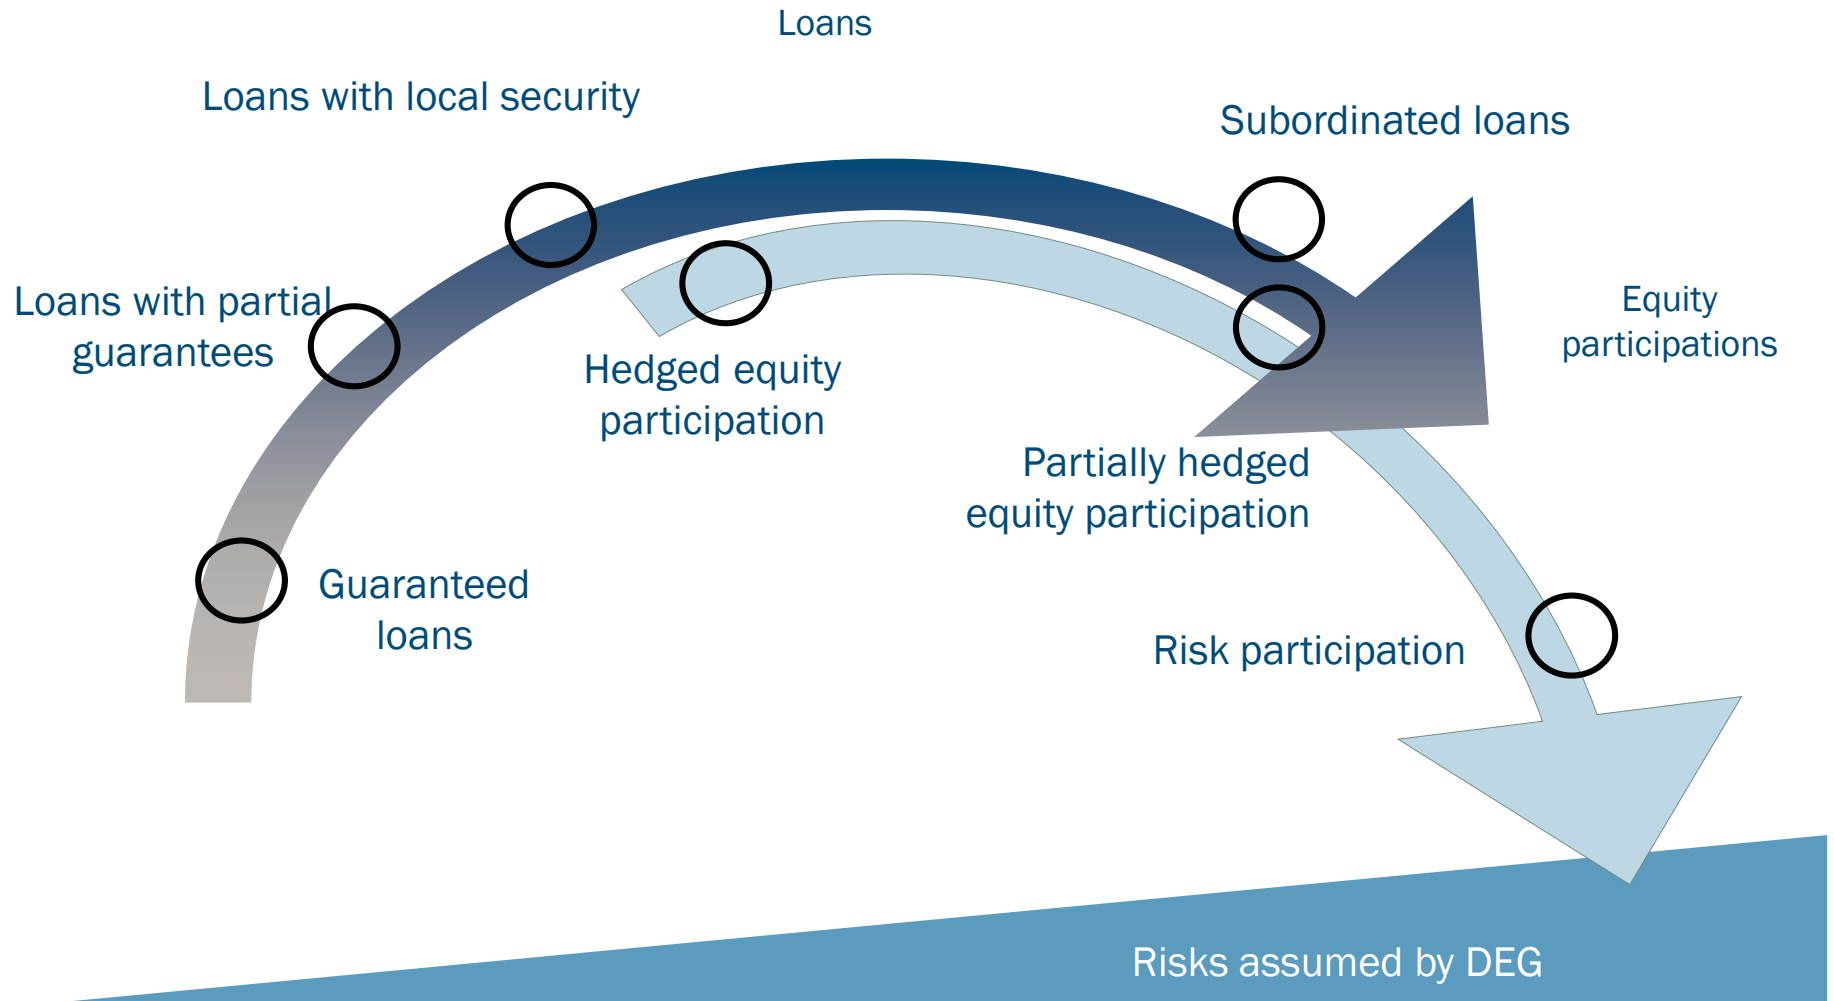 Loans
Loans with local security
Subordinated loans
Loans with partial
guarantees
Equity
participations
Hedged equity
participation
Partially hedged
equity participation
Guaranteed
loans
Risk participation
Risks assumed by DEG